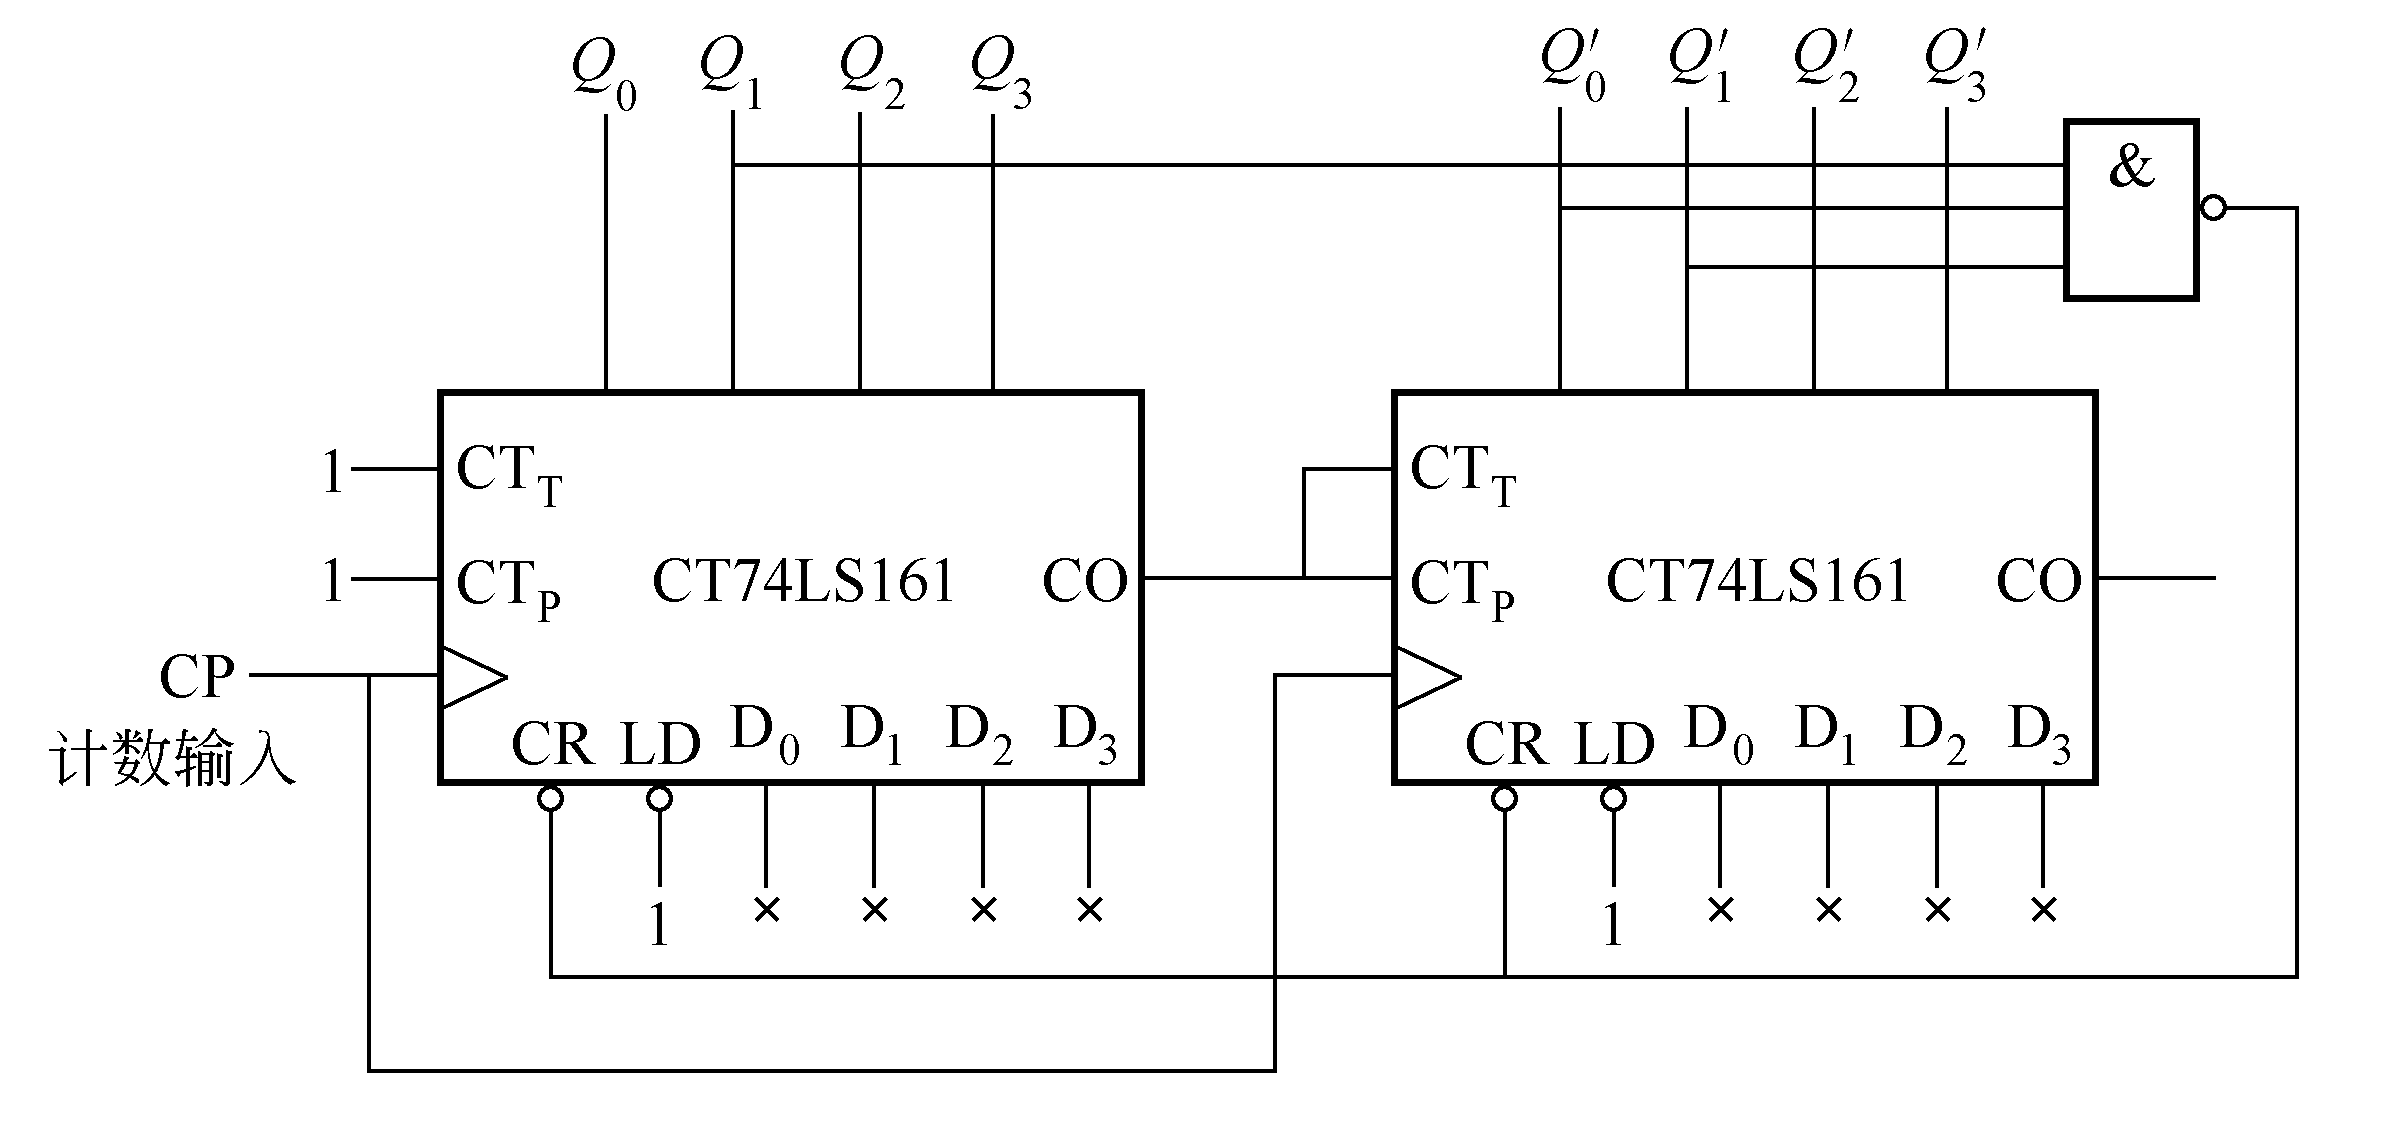 Q0 Q1 Q2 Q3 Q′0 Q′1 Q′2 Q′3
&
1 CTT CTT
1 CTP CT74LS161 CO CTP CT74LS161 CO
CP
CR LD D0 D1 D2 D3 CR LD D0 D1 D2 D3
计数输入
1 × × × × 1 × × × ×